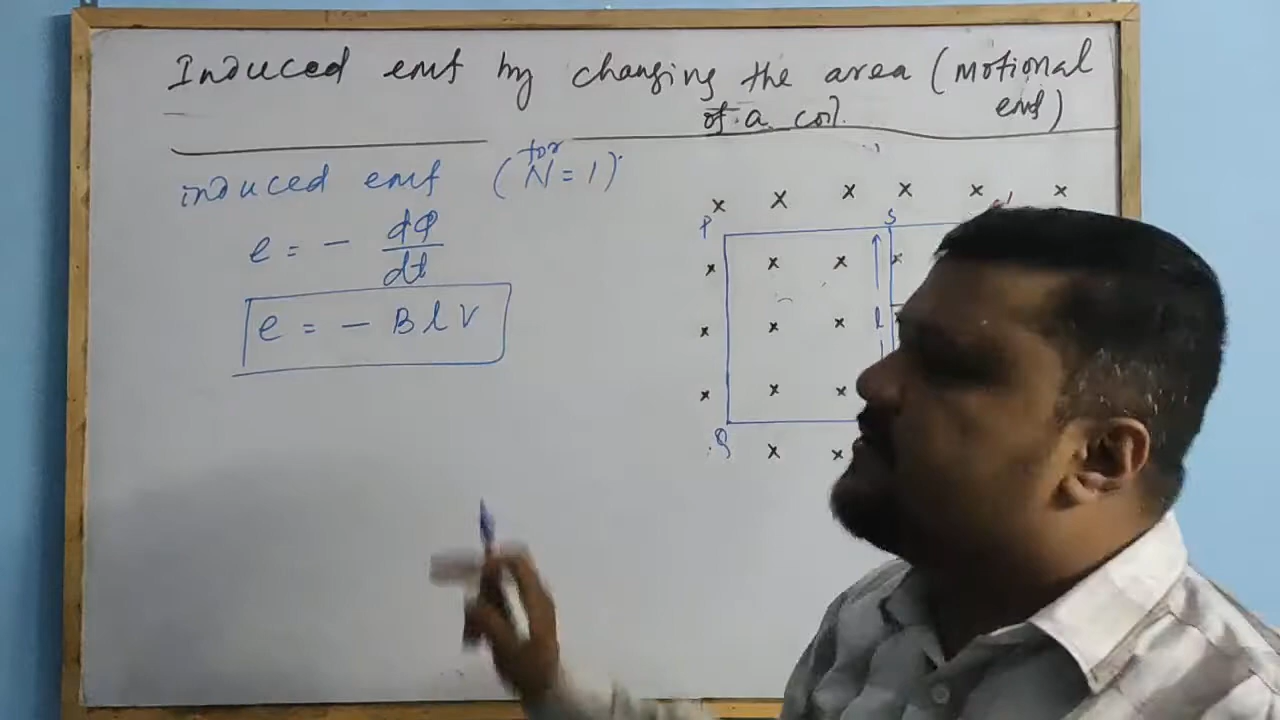 Induced emf by changing the area (motional
of a coil. emf)
induced emf (for N = 1)
e = - dφ/dt
e = - B l v
x x x x x x
P S
x x x x
l
x x x
x x x
Q x x